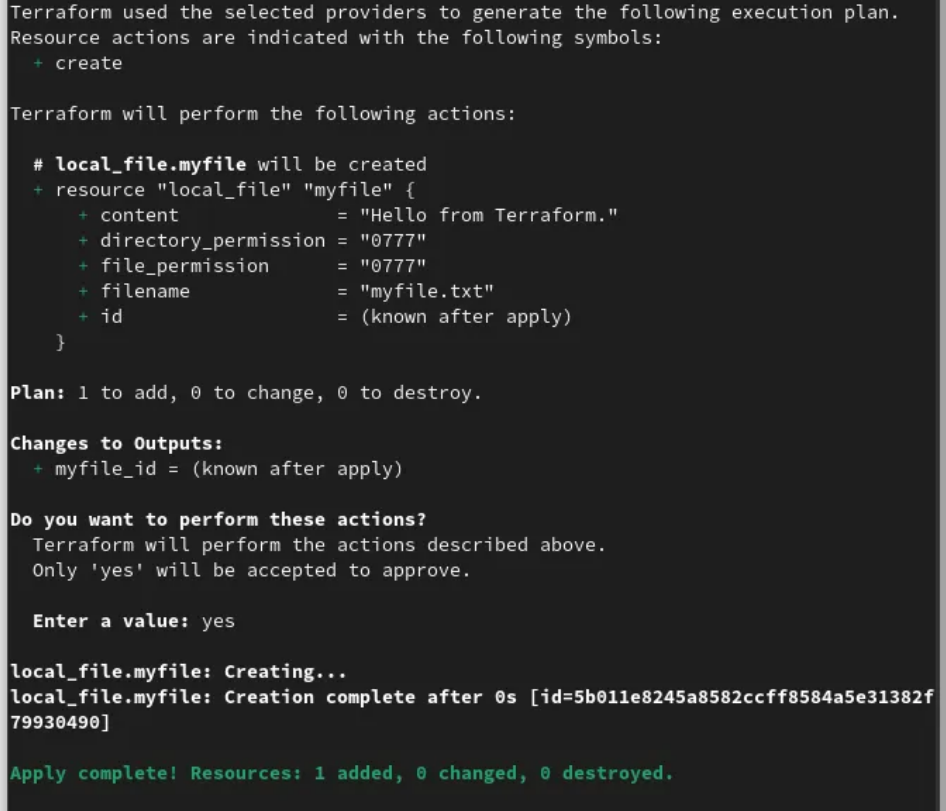 Terraform used the selected providers to generate the following execution plan.
Resource actions are indicated with the following symbols:
  + create

Terraform will perform the following actions:

  # local_file.myfile will be created
  + resource "local_file" "myfile" {
      + content              = "Hello from Terraform."
      + directory_permission = "0777"
      + file_permission      = "0777"
      + filename             = "myfile.txt"
      + id                   = (known after apply)
    }

Plan: 1 to add, 0 to change, 0 to destroy.

Changes to Outputs:
  + myfile_id = (known after apply)

Do you want to perform these actions?
  Terraform will perform the actions described above.
  Only 'yes' will be accepted to approve.

  Enter a value: yes

local_file.myfile: Creating...
local_file.myfile: Creation complete after 0s [id=5b011e8245a8582ccff8584a5e31382f
79930490]

Apply complete! Resources: 1 added, 0 changed, 0 destroyed.